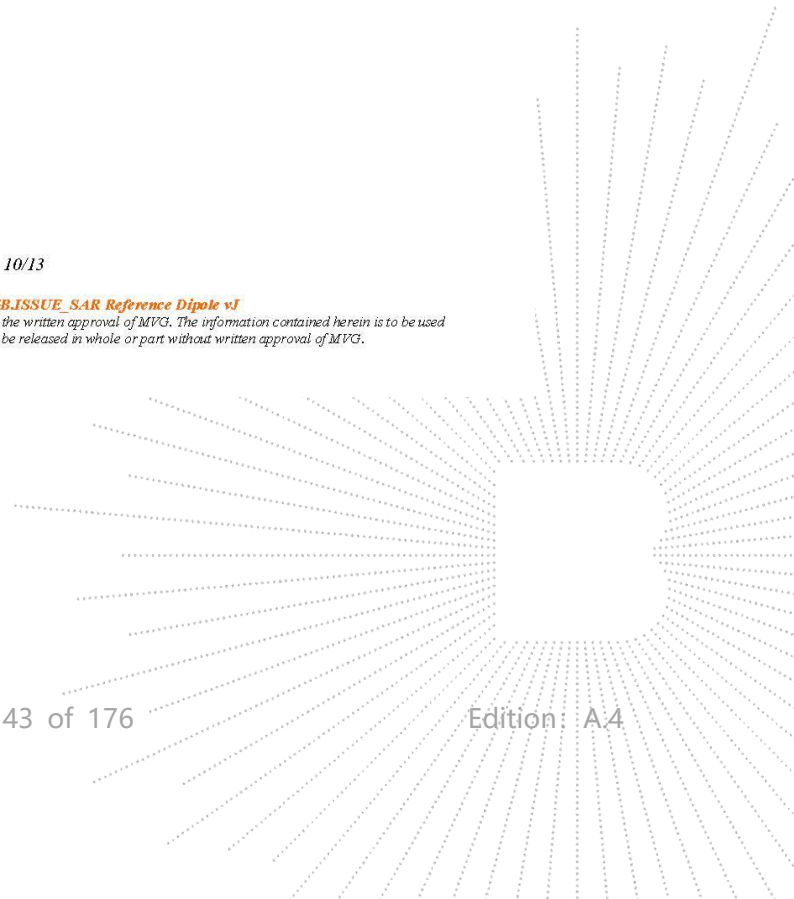 10/13
B.ISSUE_SAR Reference Dipole vJ
the written approval of MVG. The information contained herein is to be used
be released in whole or part without written approval of MVG.
43 of 176
Edition: A.4